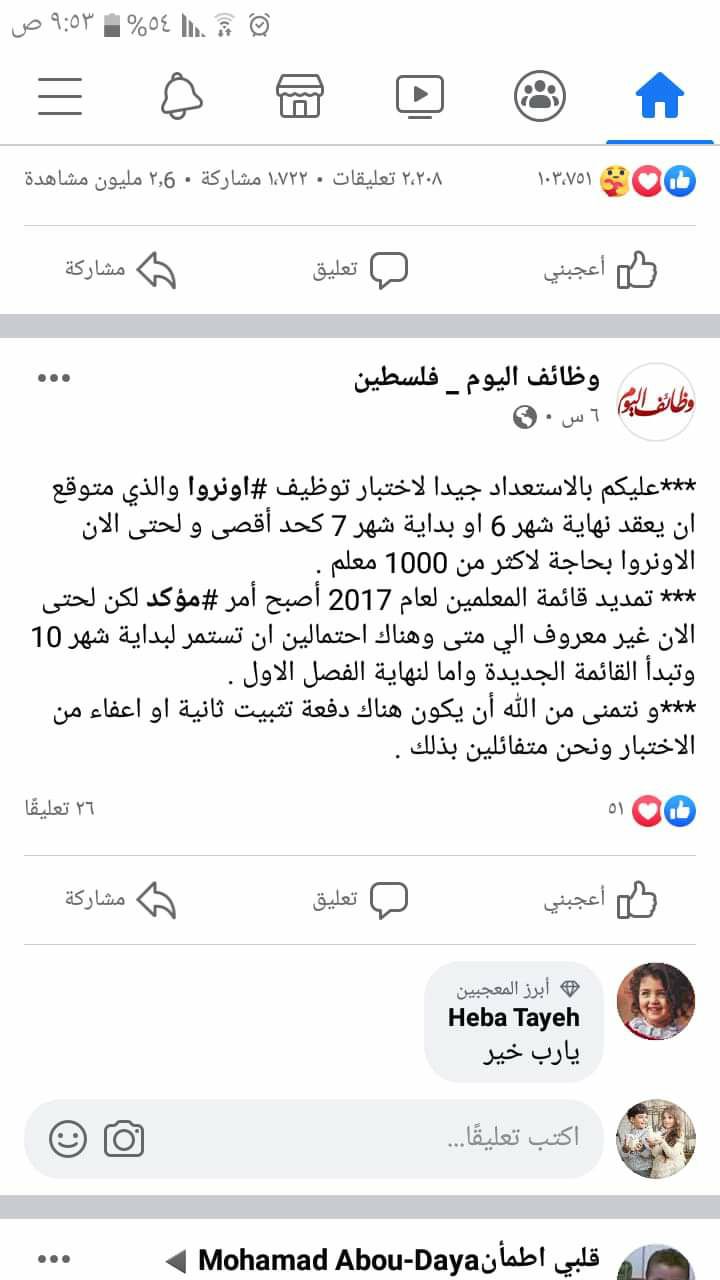 ٩:٥٣ ص ٥٤%
١٠٣٬٧٥١ ٢٬٢٠٨ تعليقات • ١٬٧٢٢ مشاركة • ٢,6 مليون مشاهدة
أعجبني تعليق مشاركة
وظائف اليوم
وظائف اليوم _ فلسطين
٦ س •
***عليكم بالاستعداد جيدا لاختبار توظيف #اونروا والذي متوقع
ان يعقد نهاية شهر 6 او بداية شهر 7 كحد أقصى و لحتى الان
الاونروا بحاجة لاكثر من 1000 معلم .
*** تمديد قائمة المعلمين لعام 2017 أصبح أمر #مؤكد لكن لحتى
الان غير معروف الي متى وهناك احتمالين ان تستمر لبداية شهر 10
وتبدأ القائمة الجديدة واما لنهاية الفصل الاول .
***و نتمنى من الله أن يكون هناك دفعة تثبيت ثانية او اعفاء من
الاختبار ونحن متفائلين بذلك .
٥١ ٢٦ تعليقًا
أعجبني تعليق مشاركة
أبرز المعجبين
Heba Tayeh
يارب خير
اكتب تعليقًا...
قلبي اطمأن Mohamad Abou-Daya